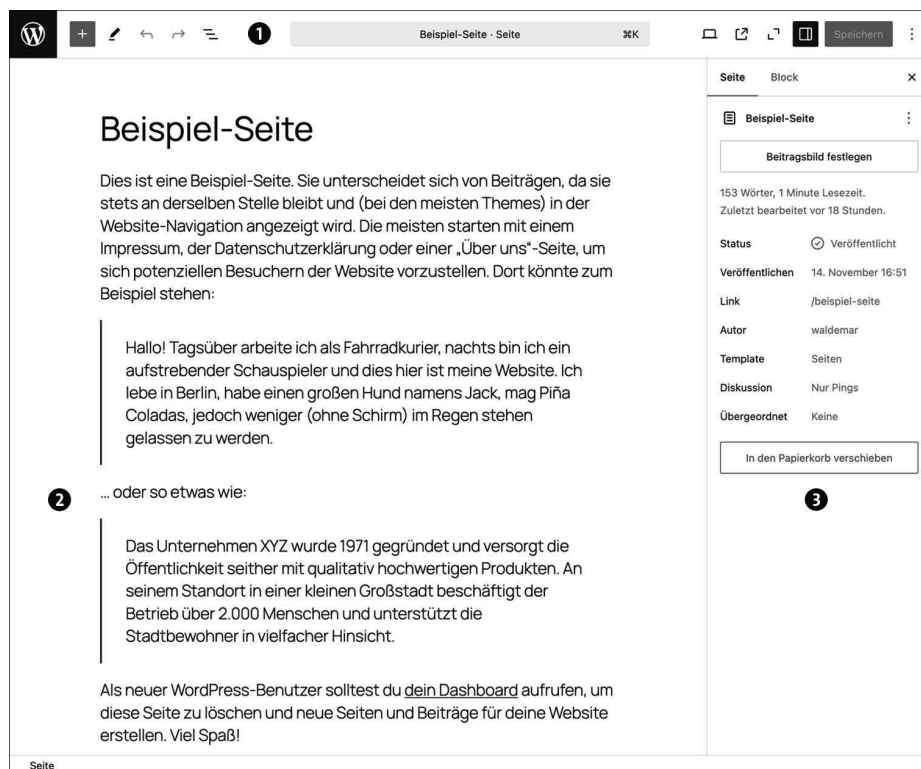 1
Beispiel-Seite · Seite
⌘K
Speichern
Seite
Block
Beispiel-Seite
Dies ist eine Beispiel-Seite. Sie unterscheidet sich von Beiträgen, da sie
stets an derselben Stelle bleibt und (bei den meisten Themes) in der
Website-Navigation angezeigt wird. Die meisten starten mit einem
Impressum, der Datenschutzerklärung oder einer „Über uns“-Seite, um
sich potenziellen Besuchern der Website vorzustellen. Dort könnte zum
Beispiel stehen:
Hallo! Tagsüber arbeite ich als Fahrradkurier, nachts bin ich ein
aufstrebender Schauspieler und dies hier ist meine Website. Ich
lebe in Berlin, habe einen großen Hund namens Jack, mag Piña
Coladas, jedoch weniger (ohne Schirm) im Regen stehen
gelassen zu werden.
2
… oder so etwas wie:
Das Unternehmen XYZ wurde 1971 gegründet und versorgt die
Öffentlichkeit seither mit qualitativ hochwertigen Produkten. An
seinem Standort in einer kleinen Großstadt beschäftigt der
Betrieb über 2.000 Menschen und unterstützt die
Stadtbewohner in vielfacher Hinsicht.
Als neuer WordPress-Benutzer solltest du dein Dashboard aufrufen, um
diese Seite zu löschen und neue Seiten und Beiträge für deine Website
erstellen. Viel Spaß!
Beispiel-Seite
Beitragsbild festlegen
153 Wörter, 1 Minute Lesezeit.
Zuletzt bearbeitet vor 18 Stunden.
Status Veröffentlicht
Veröffentlichen 14. November 16:51
Link /beispiel-seite
Autor waldemar
Template Seiten
Diskussion Nur Pings
Übergeordnet Keine
In den Papierkorb verschieben
3
Seite